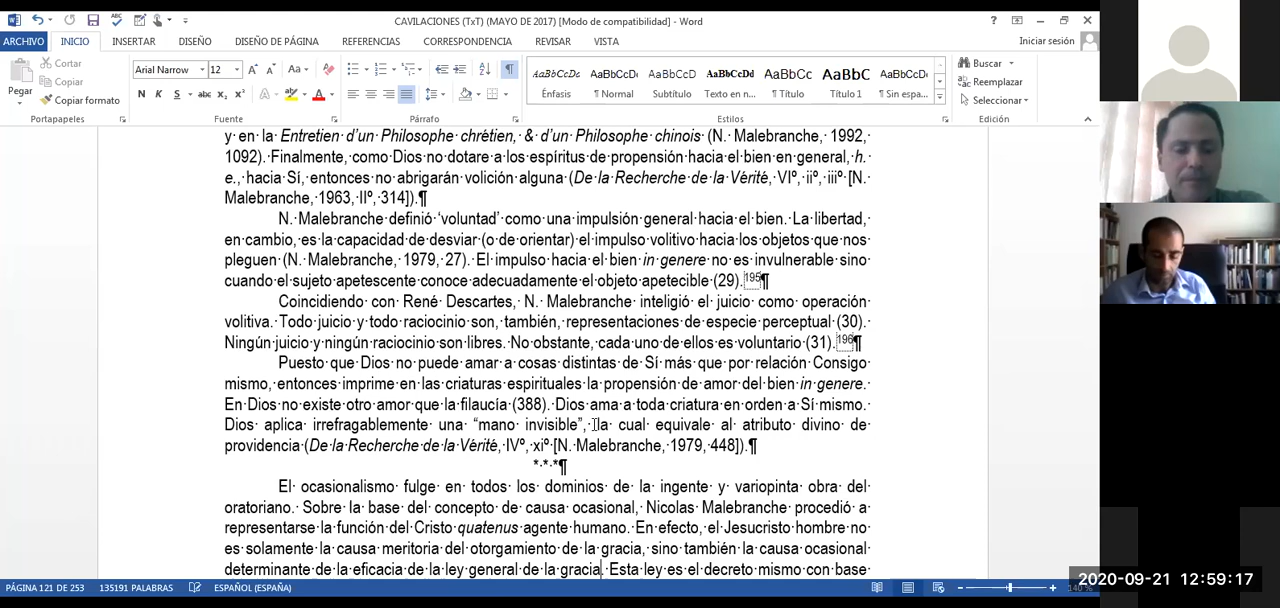 CAVILACIONES (TxT) (MAYO DE 2017) [Modo de compatibilidad] - Word
ARCHIVO INICIO INSERTAR DISEÑO DISEÑO DE PÁGINA REFERENCIAS CORRESPONDENCIA REVISAR VISTA Iniciar sesión
Pegar
Cortar
Copiar
Copiar formato
Arial Narrow 12
N K S abc x₂ x²
AaBbCcDc AaBbCcDc AaBbCcDc AaBbCcDc AaBbCc AaBbC AaBbCcDc
Énfasis ¶ Normal Subtítulo Texto en n... ¶ Título Título 1 ¶ Sin espa...
Buscar
Reemplazar
Seleccionar
Portapapeles Fuente Párrafo Estilos Edición
y en la Entretien d'un Philosophe chrétien, & d'un Philosophe chinois (N. Malebranche, 1992,
1092). Finalmente, como Dios no dotare a los espíritus de propensión hacia el bien en general, h.
e., hacia Sí, entonces no abrigarán volición alguna (De la Recherche de la Vérité, VIº, iiº, iiiº [N.
Malebranche, 1963, IIº, 314]).¶
N. Malebranche definió 'voluntad' como una impulsión general hacia el bien. La libertad,
en cambio, es la capacidad de desviar (o de orientar) el impulso volitivo hacia los objetos que nos
pleguen (N. Malebranche, 1979, 27). El impulso hacia el bien in genere no es invulnerable sino
cuando el sujeto apetescente conoce adecuadamente el objeto apetecible (29).195¶
Coincidiendo con René Descartes, N. Malebranche inteligió el juicio como operación
volitiva. Todo juicio y todo raciocinio son, también, representaciones de especie perceptual (30).
Ningún juicio y ningún raciocinio son libres. No obstante, cada uno de ellos es voluntario (31).196¶
Puesto que Dios no puede amar a cosas distintas de Sí más que por relación Consigo
mismo, entonces imprime en las criaturas espirituales la propensión de amor del bien in genere.
En Dios no existe otro amor que la filaucía (388). Dios ama a toda criatura en orden a Sí mismo.
Dios aplica irrefragablemente una “mano invisible”, la cual equivale al atributo divino de
providencia (De la Recherche de la Vérité, IVº, xiº [N. Malebranche, 1979, 448]).¶
* * *¶
El ocasionalismo fulge en todos los dominios de la ingente y variopinta obra del
oratoriano. Sobre la base del concepto de causa ocasional, Nicolas Malebranche procedió a
representarse la función del Cristo quatenus agente humano. En efecto, el Jesucristo hombre no
es solamente la causa meritoria del otorgamiento de la gracia, sino también la causa ocasional
determinante de la eficacia de la ley general de la gracia. Esta ley es el decreto mismo con base
PÁGINA 121 DE 253 135191 PALABRAS ESPAÑOL (ESPAÑA) 140 %
2020-09-21 12:59:17